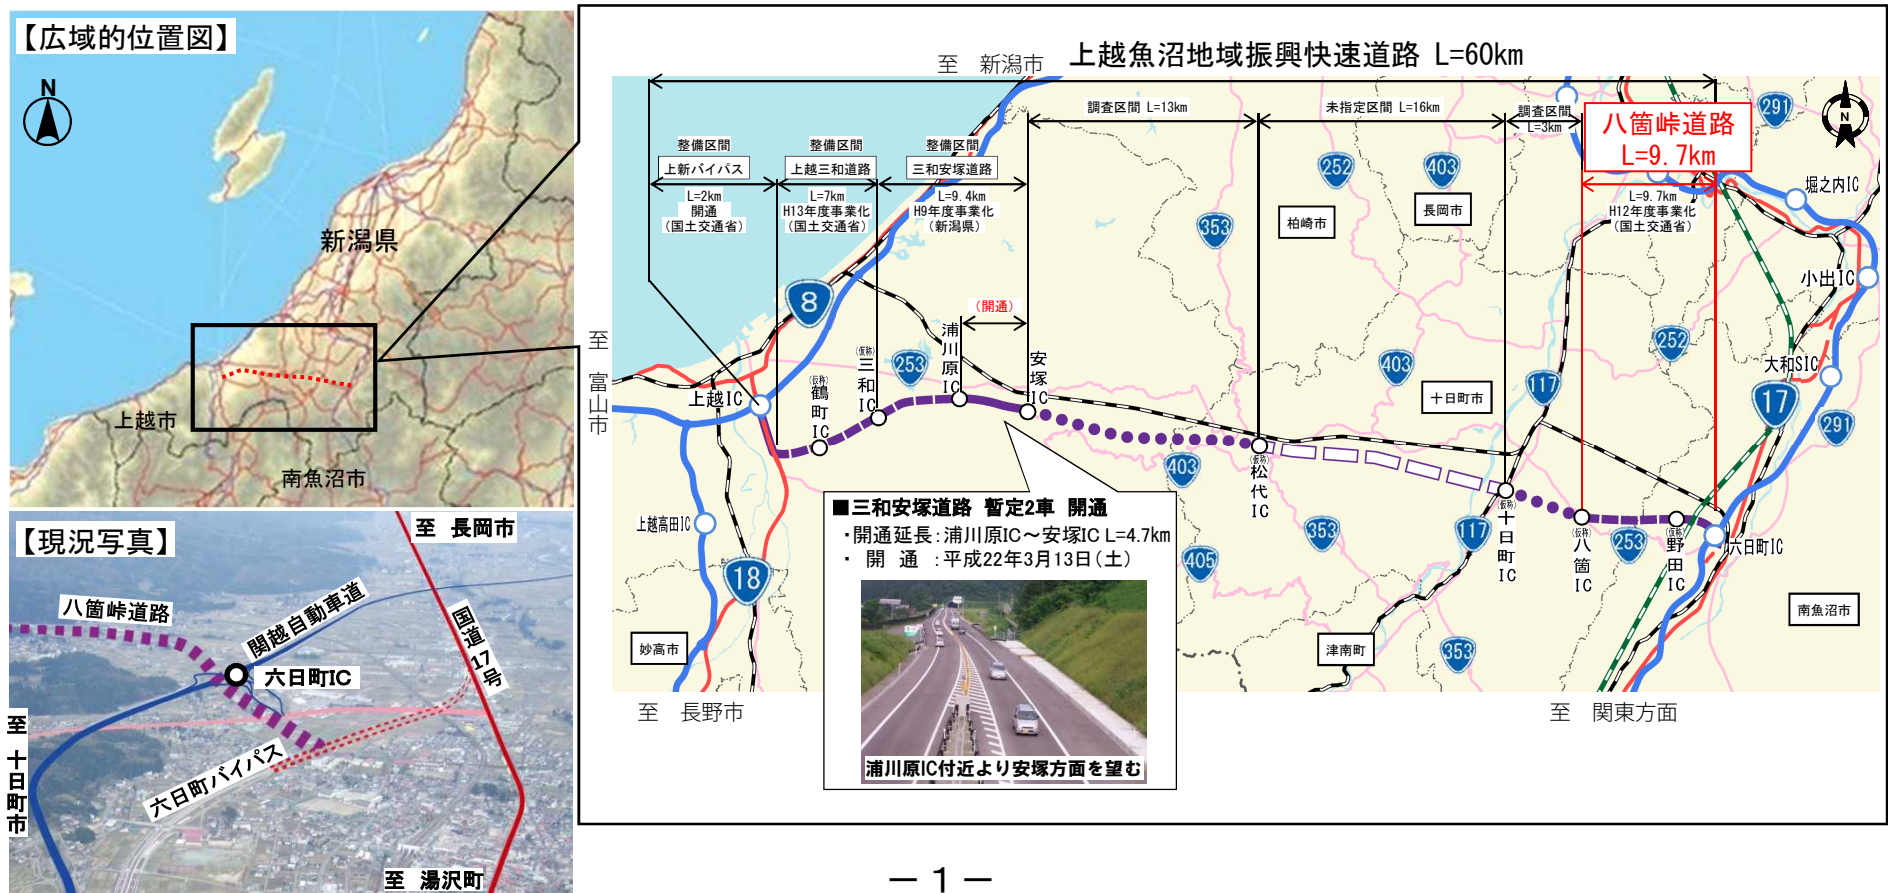 【広域的位置図】
N
新潟県
上越市
南魚沼市
【現況写真】
至 長岡市
八箇峠道路
関越自動車道
国道17号
六日町IC
至 十日町市
六日町バイパス
至 湯沢町
上越魚沼地域振興快速道路 L=60km
至 新潟市
調査区間 L=13km
未指定区間 L=16km
調査区間
L=3km
八箇峠道路
L=9.7km
291
N
整備区間
上新バイパス
L=2km
開通
(国土交通省)
整備区間
上越三和道路
L=7km
H13年度事業化
(国土交通省)
整備区間
三和安塚道路
L=9.4km
H9年度事業化
(新潟県)
L=9.7km
H12年度事業化
(国土交通省)
252
403
堀之内IC
353
柏崎市
長岡市
小出IC
8
(開通)
至 富山市
253
252
大和SIC
403
117
17
291
十日町市
上越IC
(仮称)
鶴町IC
(仮称)
三和IC
浦川原IC
安塚IC
403
(仮称)
松代IC
(仮称)
十日町IC
(仮称)
八箇IC
(仮称)
野田IC
六日町IC
253
上越高田IC
18
353
117
405
353
■三和安塚道路 暫定2車 開通
・開通延長:浦川原IC～安塚IC L=4.7km
・ 開 通 :平成22年3月13日(土)
浦川原IC付近より安塚方面を望む
妙高市
津南町
南魚沼市
至 長野市
至 関東方面
－1－